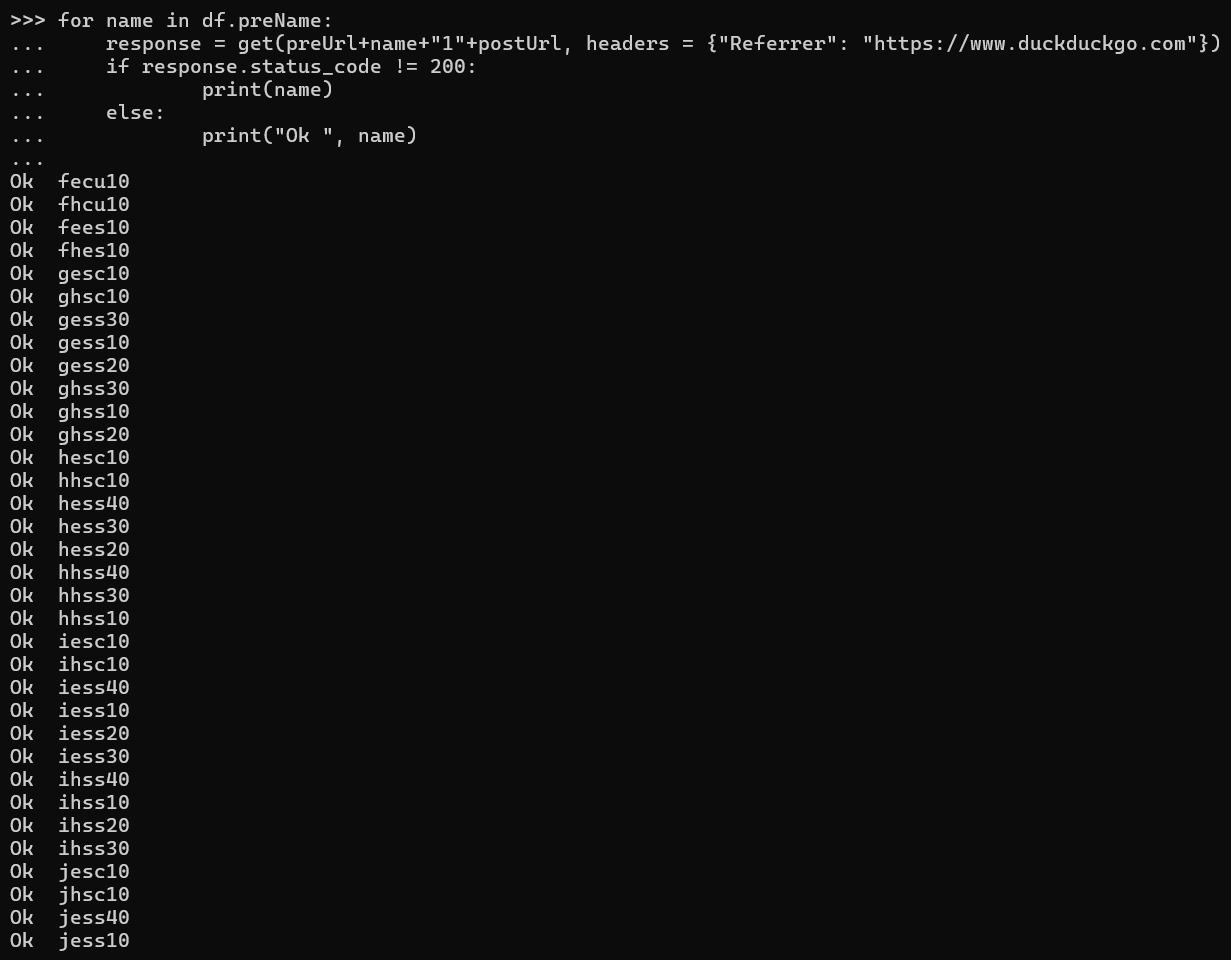 >>> for name in df.preName:
...     response = get(preUrl+name+"1"+postUrl, headers = {"Referrer": "https://www.duckduckgo.com"})
...     if response.status_code != 200:
...             print(name)
...     else:
...             print("Ok ", name)
...
Ok  fecu10
Ok  fhcu10
Ok  fees10
Ok  fhes10
Ok  gesc10
Ok  ghsc10
Ok  gess30
Ok  gess10
Ok  gess20
Ok  ghss30
Ok  ghss10
Ok  ghss20
Ok  hesc10
Ok  hhsc10
Ok  hess40
Ok  hess30
Ok  hess20
Ok  hhss40
Ok  hhss30
Ok  hhss10
Ok  iesc10
Ok  ihsc10
Ok  iess40
Ok  iess10
Ok  iess20
Ok  iess30
Ok  ihss40
Ok  ihss10
Ok  ihss20
Ok  ihss30
Ok  jesc10
Ok  jhsc10
Ok  jess40
Ok  jess10